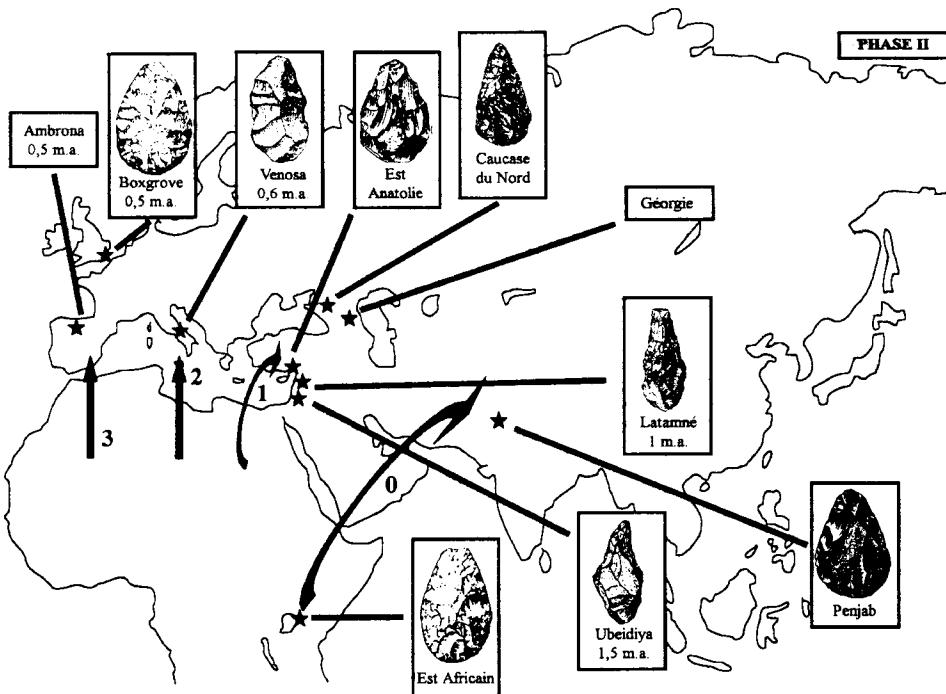 PHASE II
Ambrona
0,5 m.a.
Boxgrove
0,5 m.a.
Venosa
0,6 m.a
Est
Anatolie
Caucase
du Nord
Géorgie
Latamné
1 m.a.
Penjab
Ubeidiya
1,5 m.a.
Est Africain
3
2
1
0